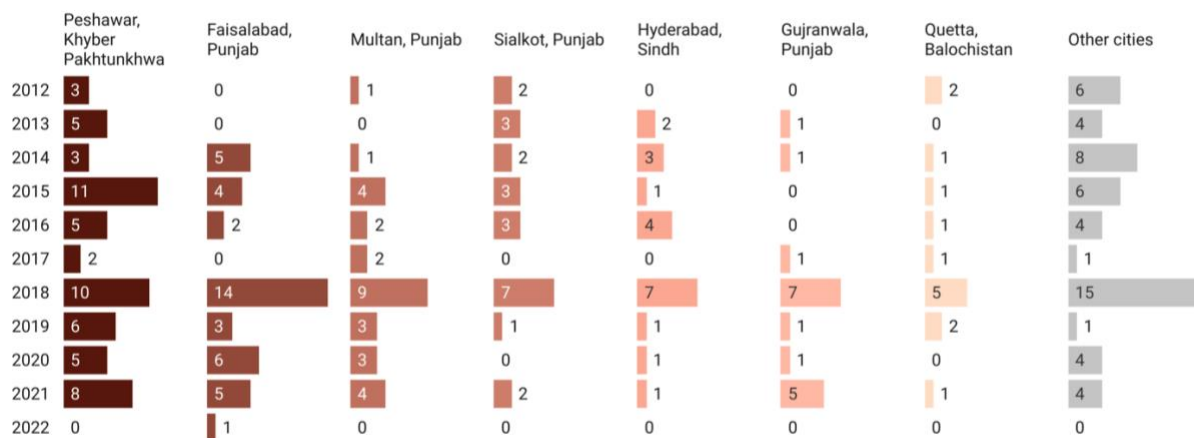 Peshawar, Khyber Pakhtunkhwa Faisalabad, Punjab Multan, Punjab Sialkot, Punjab Hyderabad, Sindh Gujranwala, Punjab Quetta, Balochistan Other cities
2012 3 0 1 2 0 0 2 6
2013 5 0 0 3 2 1 0 4
2014 3 5 1 2 3 1 1 8
2015 11 4 4 3 1 0 1 6
2016 5 2 2 3 4 0 1 4
2017 2 0 2 0 0 1 1 1
2018 10 14 9 7 7 7 5 15
2019 6 3 3 1 1 1 2 1
2020 5 6 3 0 1 1 0 4
2021 8 5 4 2 1 5 1 4
2022 0 1 0 0 0 0 0 0